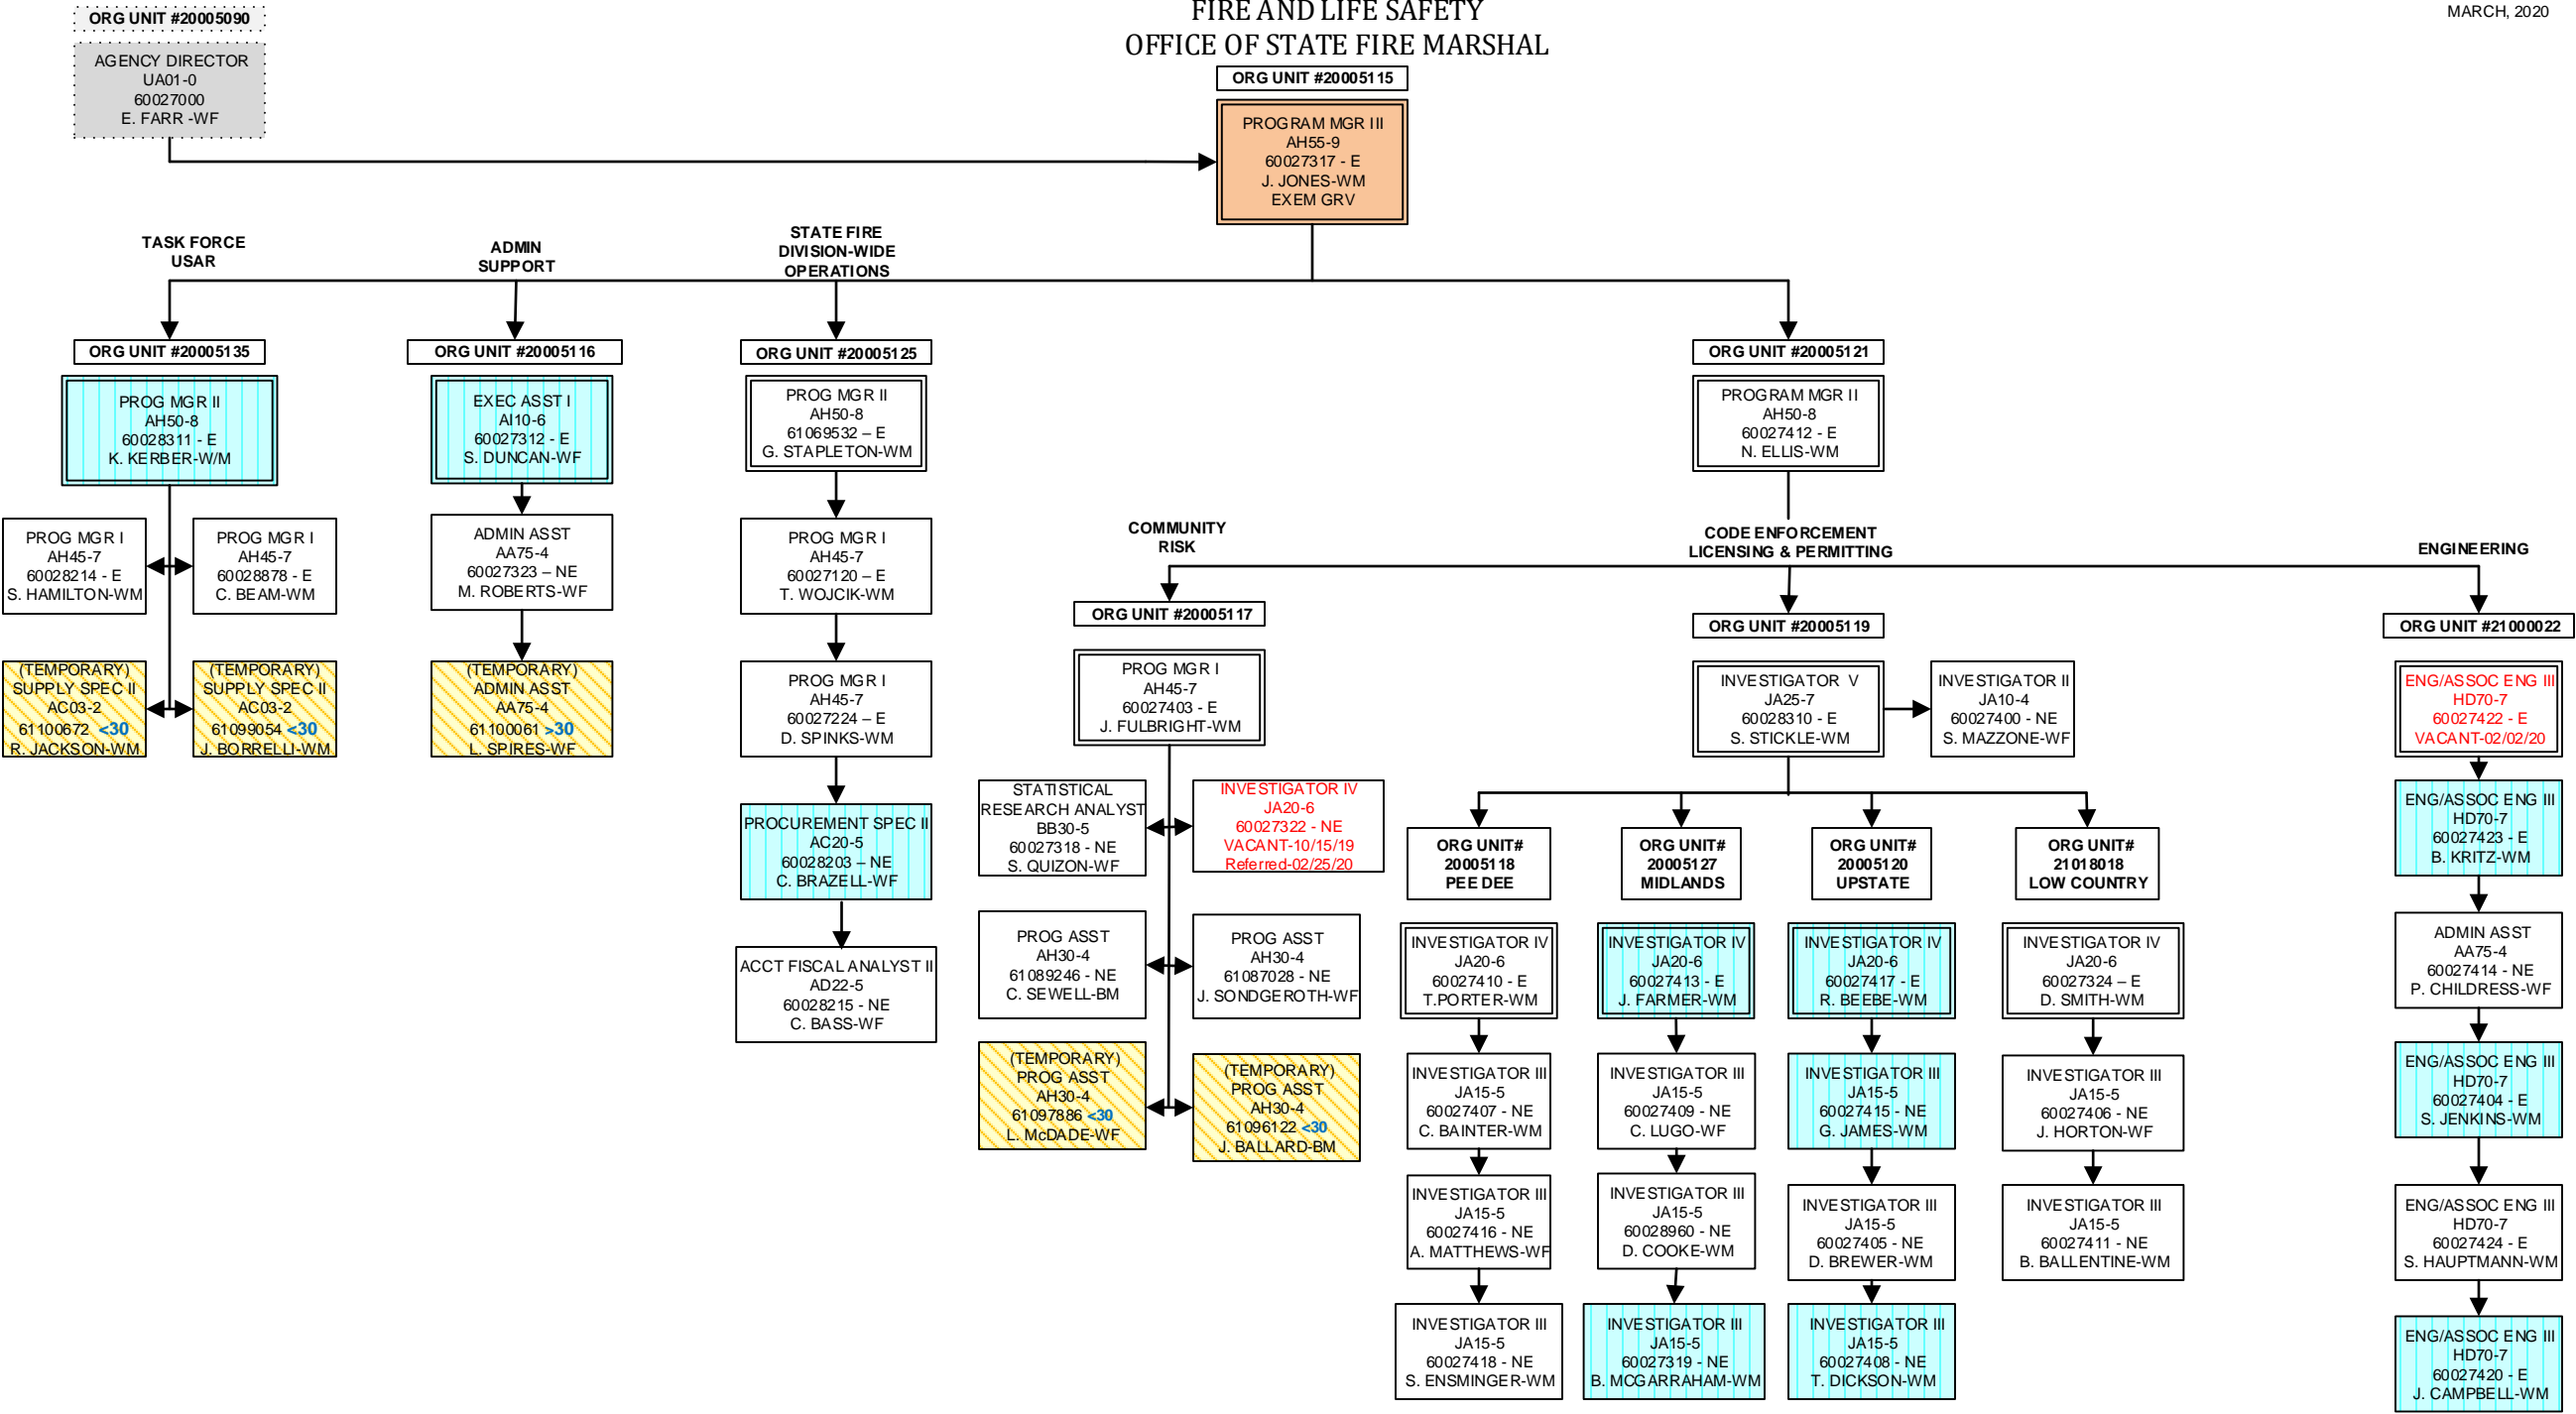 FIRE AND LIFE SAFETY
OFFICE OF STATE FIRE MARSHAL
MARCH, 2020
ORG UNIT #20005090
AGENCY DIRECTOR
UA01-0
60027000
E. FARR -WF
ORG UNIT #20005115
PROGRAM MGR III
AH55-9
60027317 - E
J. JONES-WM
EXEM GRV
TASK FORCE
USAR
ADMIN
SUPPORT
STATE FIRE
DIVISION-WIDE
OPERATIONS
ORG UNIT #20005135
PROG MGR II
AH50-8
60028311 - E
K. KERBER-W/M
PROG MGR I
AH45-7
60028214 - E
S. HAMILTON-WM
PROG MGR I
AH45-7
60028878 - E
C. BEAM-WM
(TEMPORARY)
SUPPLY SPEC II
AC03-2
61100672 <30
R. JACKSON-WM
(TEMPORARY)
SUPPLY SPEC II
AC03-2
61099054 <30
J. BORRELLI-WM
ORG UNIT #20005116
EXEC ASST I
AI10-6
60027312 - E
S. DUNCAN-WF
ADMIN ASST
AA75-4
60027323 – NE
M. ROBERTS-WF
(TEMPORARY)
ADMIN ASST
AA75-4
61100061 >30
L. SPIRES-WF
ORG UNIT #20005125
PROG MGR II
AH50-8
61069532 – E
G. STAPLETON-WM
PROG MGR I
AH45-7
60027120 – E
T. WOJCIK-WM
PROG MGR I
AH45-7
60027224 – E
D. SPINKS-WM
PROCUREMENT SPEC II
AC20-5
60028203 – NE
C. BRAZELL-WF
ACCT FISCAL ANALYST II
AD22-5
60028215 - NE
C. BASS-WF
ORG UNIT #20005121
PROGRAM MGR II
AH50-8
60027412 - E
N. ELLIS-WM
COMMUNITY
RISK
CODE ENFORCEMENT
LICENSING & PERMITTING
ENGINEERING
ORG UNIT #20005117
PROG MGR I
AH45-7
60027403 - E
J. FULBRIGHT-WM
STATISTICAL
RESEARCH ANALYST
BB30-5
60027318 - NE
S. QUIZON-WF
INVESTIGATOR IV
JA20-6
60027322 - NE
VACANT-10/15/19
Referred-02/25/20
PROG ASST
AH30-4
61089246 - NE
C. SEWELL-BM
PROG ASST
AH30-4
61087028 - NE
J. SONDGEROTH-WF
(TEMPORARY)
PROG ASST
AH30-4
61097886 <30
L. McDADE-WF
(TEMPORARY)
PROG ASST
AH30-4
61096122 <30
J. BALLARD-BM
ORG UNIT #20005119
INVESTIGATOR V
JA25-7
60028310 - E
S. STICKLE-WM
INVESTIGATOR II
JA10-4
60027400 - NE
S. MAZZONE-WF
ORG UNIT#
20005118
PEE DEE
INVESTIGATOR IV
JA20-6
60027410 - E
T.PORTER-WM
INVESTIGATOR III
JA15-5
60027407 - NE
C. BAINTER-WM
INVESTIGATOR III
JA15-5
60027416 - NE
A. MATTHEWS-WF
INVESTIGATOR III
JA15-5
60027418 - NE
S. ENSMINGER-WM
ORG UNIT#
20005127
MIDLANDS
INVESTIGATOR IV
JA20-6
60027413 - E
J. FARMER-WM
INVESTIGATOR III
JA15-5
60027409 - NE
C. LUGO-WF
INVESTIGATOR III
JA15-5
60028960 - NE
D. COOKE-WM
INVESTIGATOR III
JA15-5
60027319 - NE
B. MCGARRAHAM-WM
ORG UNIT#
20005120
UPSTATE
INVESTIGATOR IV
JA20-6
60027417 - E
R. BEEBE-WM
INVESTIGATOR III
JA15-5
60027415 - NE
G. JAMES-WM
INVESTIGATOR III
JA15-5
60027405 - NE
D. BREWER-WM
INVESTIGATOR III
JA15-5
60027408 - NE
T. DICKSON-WM
ORG UNIT#
21018018
LOW COUNTRY
INVESTIGATOR IV
JA20-6
60027324 – E
D. SMITH-WM
INVESTIGATOR III
JA15-5
60027406 - NE
J. HORTON-WF
INVESTIGATOR III
JA15-5
60027411 - NE
B. BALLENTINE-WM
ORG UNIT #21000022
ENG/ASSOC ENG III
HD70-7
60027422 - E
VACANT-02/02/20
ENG/ASSOC ENG III
HD70-7
60027423 - E
B. KRITZ-WM
ADMIN ASST
AA75-4
60027414 - NE
P. CHILDRESS-WF
ENG/ASSOC ENG III
HD70-7
60027404 - E
S. JENKINS-WM
ENG/ASSOC ENG III
HD70-7
60027424 - E
S. HAUPTMANN-WM
ENG/ASSOC ENG III
HD70-7
60027420 - E
J. CAMPBELL-WM